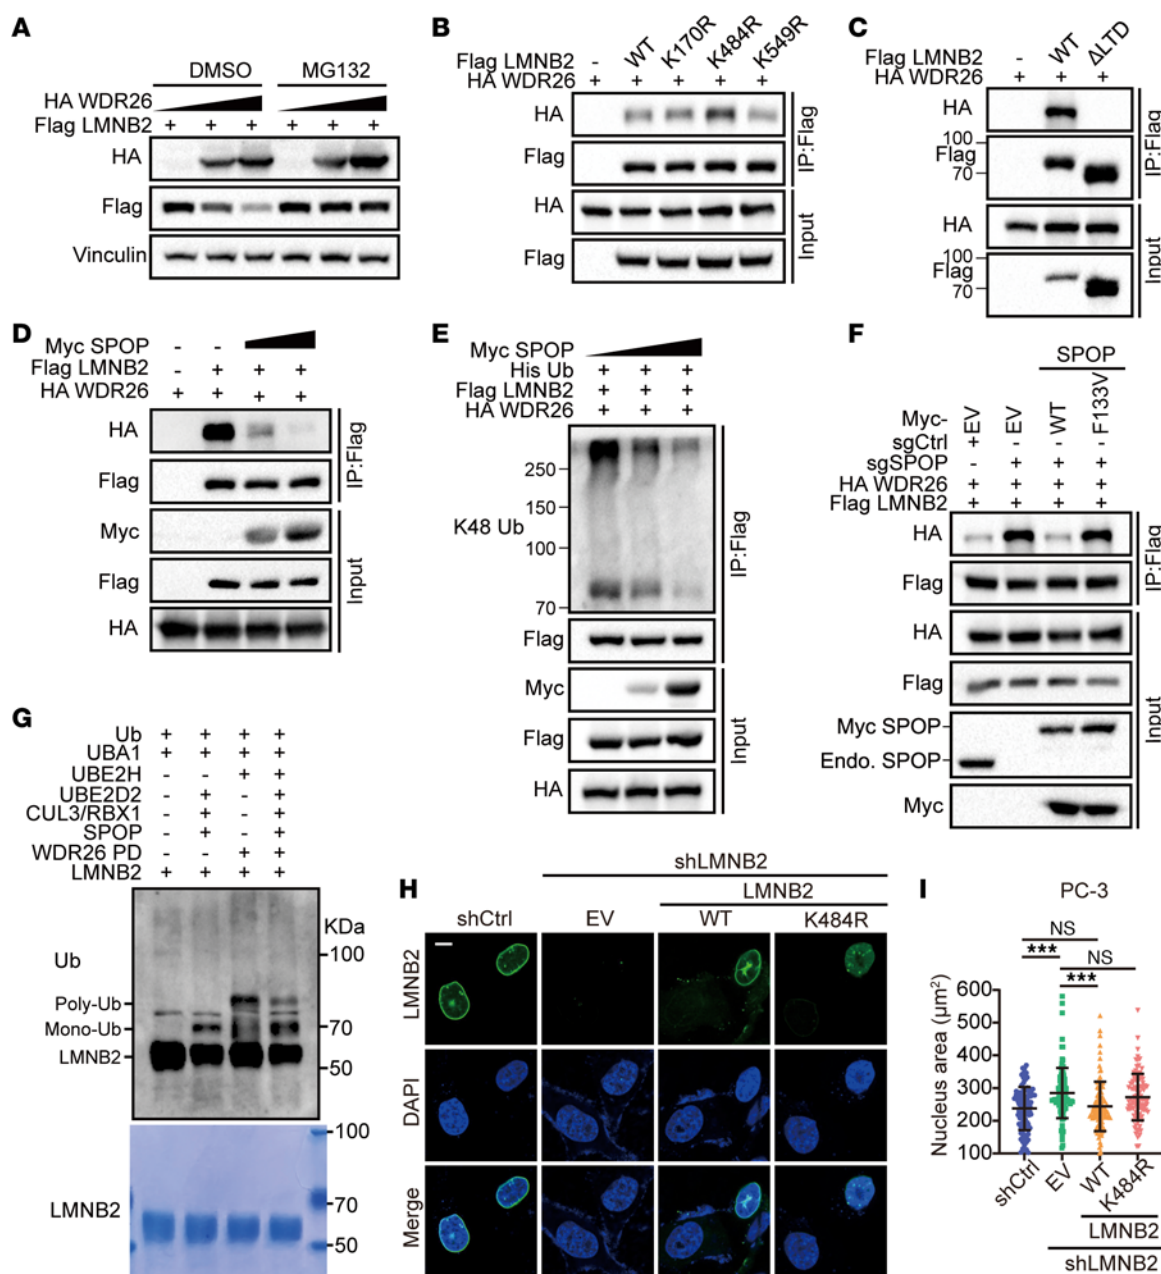 A
DMSO MG132
HA WDR26
Flag LMNB2 + + + + + +
HA
Flag
Vinculin
B
Flag LMNB2 - WT K170R K484R K549R
HA WDR26 + + + + +
HA
Flag
IP:Flag
HA
Flag
Input
C
Flag LMNB2 - WT ΔLTD
HA WDR26 + + +
HA
100
Flag
70
IP:Flag
HA
100
Flag
70
Input
D
Myc SPOP - -
Flag LMNB2 - + + +
HA WDR26 + + + +
HA
Flag
IP:Flag
Myc
Flag
HA
Input
E
Myc SPOP
His Ub + + +
Flag LMNB2 + + +
HA WDR26 + + +
250
150
K48 Ub
100
70
Flag
IP:Flag
Myc
Flag
HA
Input
F
SPOP
Myc- EV EV WT F133V
sgCtrl + - - -
sgSPOP - + + +
HA WDR26 + + + +
Flag LMNB2 + + + +
HA
Flag
IP:Flag
HA
Flag
Myc SPOP
Endo. SPOP
Myc
Input
G
Ub + + + +
UBA1 + + + +
UBE2H - - + +
UBE2D2 - + - +
CUL3/RBX1 - + - +
SPOP - + - +
WDR26 PD - - + +
LMNB2 + + + +
KDa
Ub
100
Poly-Ub
Mono-Ub
70
LMNB2
50
100
LMNB2
70
50
H
shLMNB2
LMNB2
shCtrl EV WT K484R
LMNB2
DAPI
Merge
I
PC-3
NS
*** NS
***
Nucleus area (μm²)
600
500
400
300
200
100
shCtrl EV WT K484R
LMNB2
shLMNB2